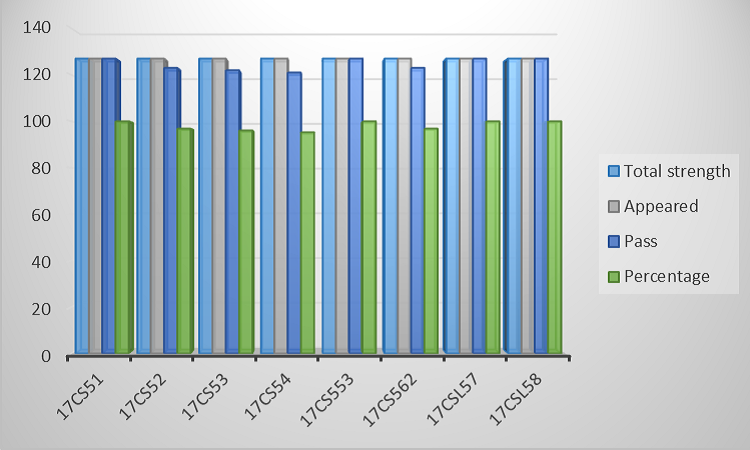 140
120
100
80
60
40
20
0
17CS51
17CS52
17CS53
17CS54
17CS553
17CS562
17CSL57
17CSL58
Total strength
Appeared
Pass
Percentage